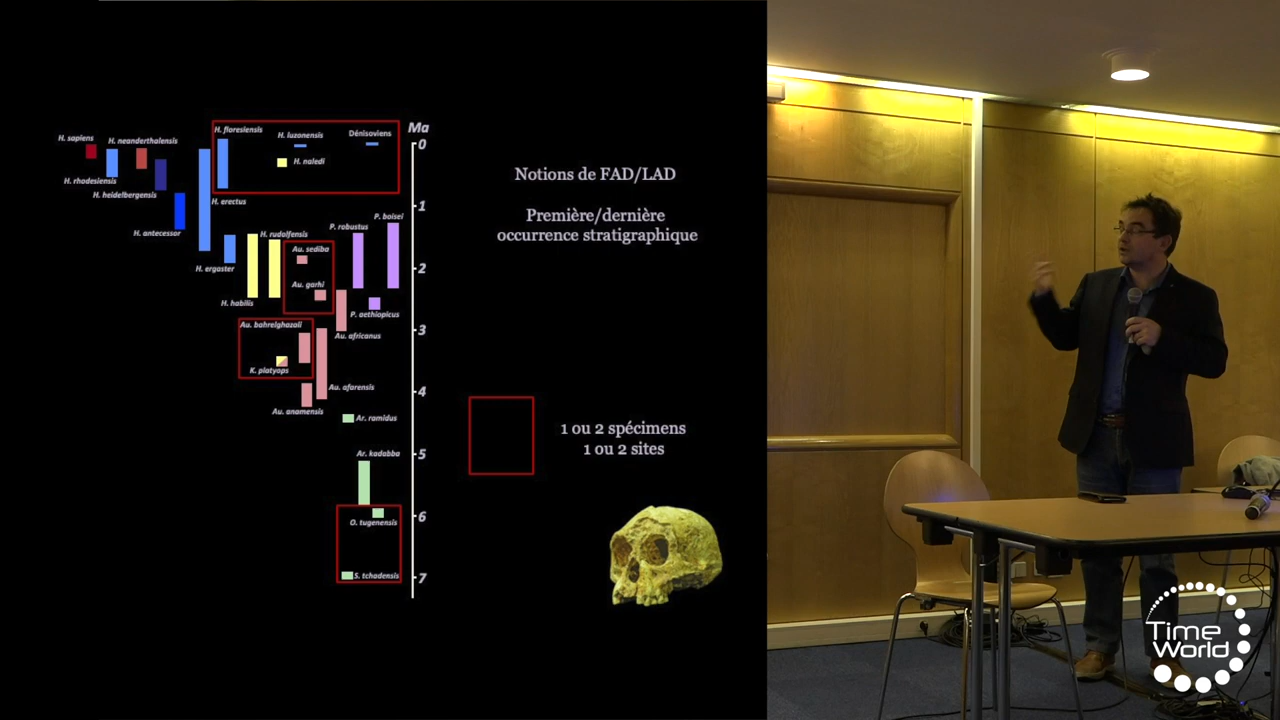 H. sapiens
H. neanderthalensis
H. rhodesiensis
H. heidelbergensis
H. antecessor
H. floresiensis
H. luzonensis
Dénisoviens
H. naledi
H. erectus
H. ergaster
H. rudolfensis
H. habilis
Au. sediba
Au. garhi
P. robustus
P. boisei
P. aethiopicus
Au. africanus
Au. bahrelghazali
K. platyops
Au. afarensis
Au. anamensis
Ar. ramidus
Ar. kadabba
O. tugenensis
S. tchadensis
Ma
0
1
2
3
4
5
6
7
Notions de FAD/LAD
Première/dernière
occurrence stratigraphique
1 ou 2 spécimens
1 ou 2 sites
Time
World